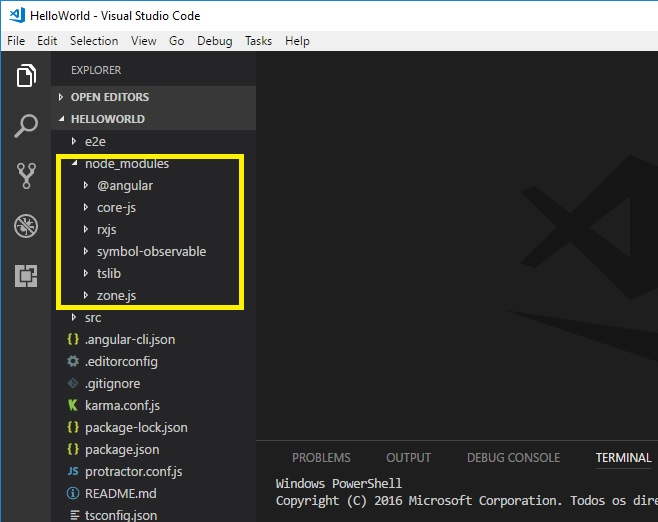 HelloWorld - Visual Studio Code
File Edit Selection View Go Debug Tasks Help
EXPLORER
OPEN EDITORS
HELLOWORLD
e2e
node_modules
@angular
core-js
rxjs
symbol-observable
tslib
zone.js
src
{} .angular-cli.json
.editorconfig
.gitignore
karma.conf.js
{} package-lock.json
{} package.json
JS protractor.conf.js
README.md
tsconfig.json
PROBLEMS OUTPUT DEBUG CONSOLE TERMINAL
Windows PowerShell
Copyright (C) 2016 Microsoft Corporation. Todos os dire